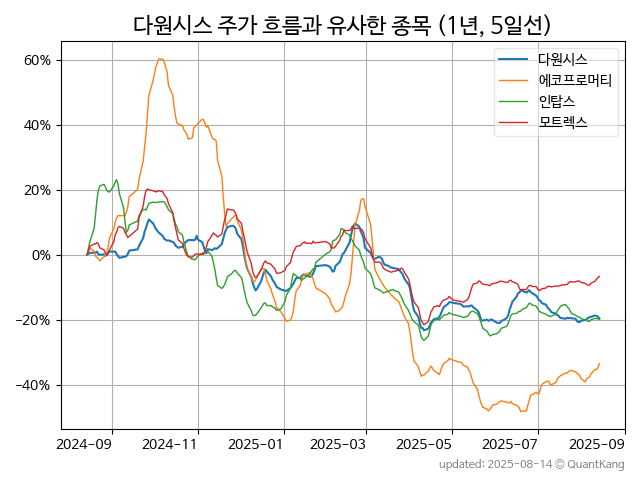 다원시스 주가 흐름과 유사한 종목 (1년, 5일선)
다원시스
에코프로머티
인탑스
모트렉스
60%
40%
20%
0%
−20%
−40%
2024-09
2024-11
2025-01
2025-03
2025-05
2025-07
2025-09
updated: 2025-08-14 © QuantKang